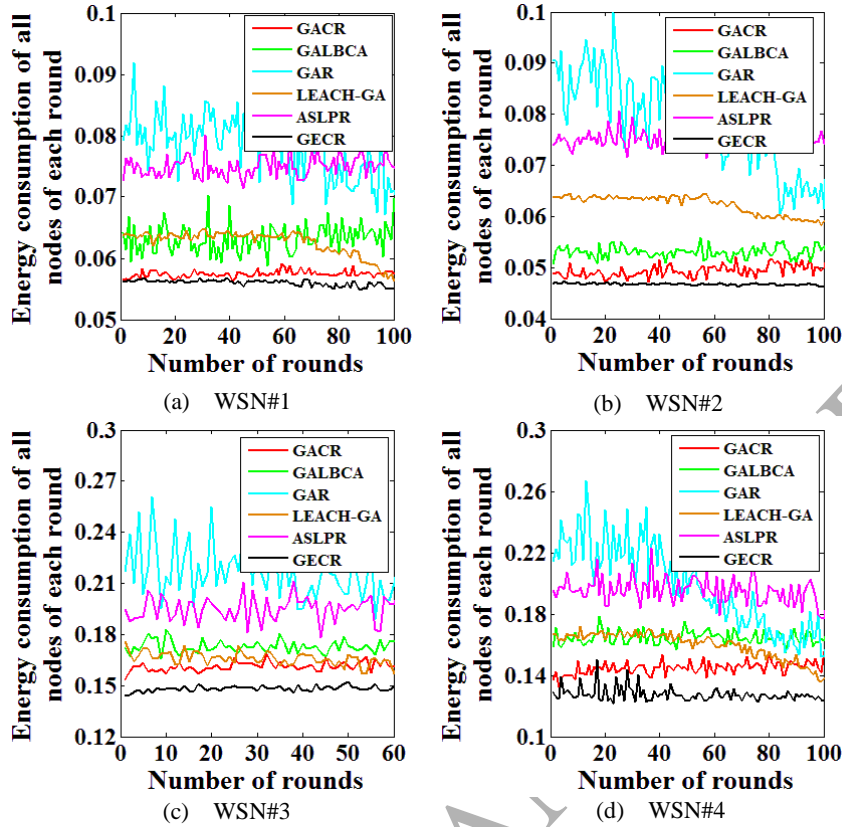 Energy consumption of all
nodes of each round
0.1
0.09
0.08
0.07
0.06
0.05
0 20 40 60 80 100
Number of rounds
GACR
GALBCA
GAR
LEACH-GA
ASLPR
GECR
(a) WSN#1
Energy consumption of all
nodes of each round
0.1
0.09
0.08
0.07
0.06
0.05
0.04
0 20 40 60 80 100
Number of rounds
GACR
GALBCA
GAR
LEACH-GA
ASLPR
GECR
(b) WSN#2
Energy consumption of all
nodes of each round
0.3
0.27
0.24
0.21
0.18
0.15
0.12
0 10 20 30 40 50 60
Number of rounds
GACR
GALBCA
GAR
LEACH-GA
ASLPR
GECR
(c) WSN#3
Energy consumption of all
nodes of each round
0.3
0.26
0.22
0.18
0.14
0.1
0 20 40 60 80 100
Number of rounds
GACR
GALBCA
GAR
LEACH-GA
ASLPR
GECR
(d) WSN#4